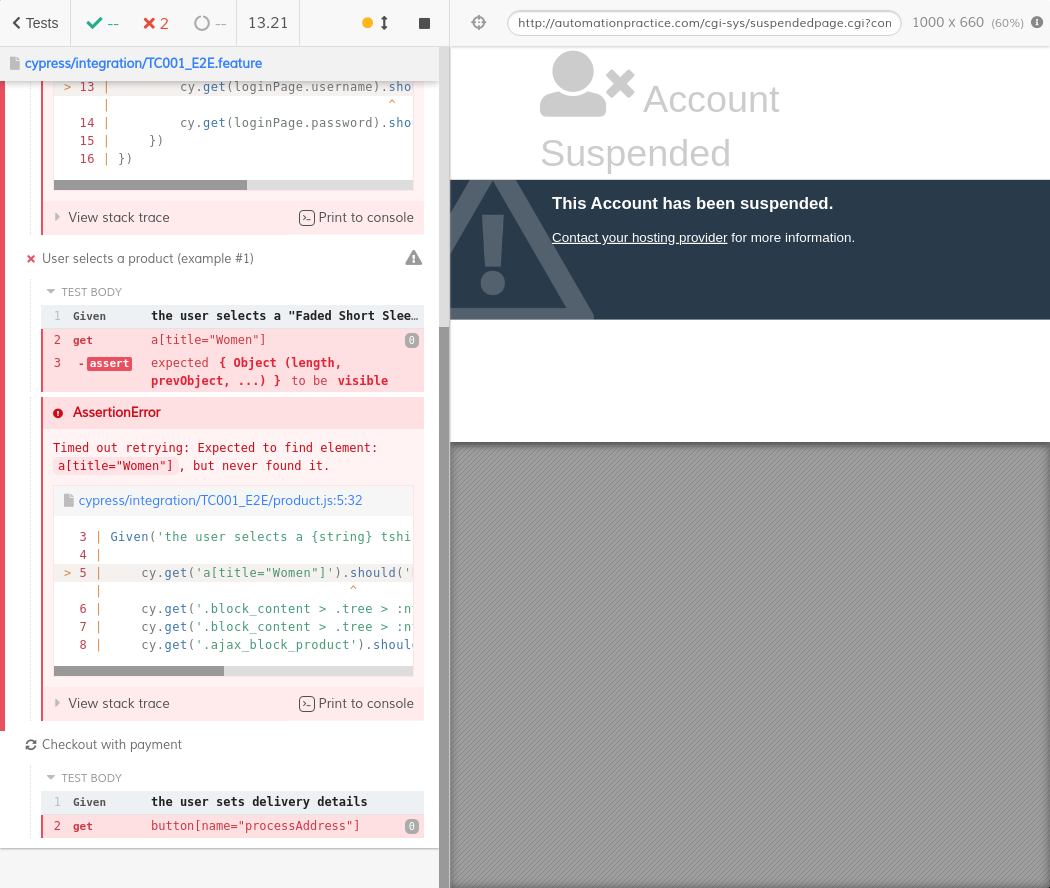 Tests
--
2
--
13.21
http://automationpractice.com/cgi-sys/suspendedpage.cgi?con
1000 x 660 (60%)
cypress/integration/TC001_E2E.feature
> 13 | cy.get(loginPage.username).sho
| ^
14 | cy.get(loginPage.password).shou
15 | })
16 | })
View stack trace
Print to console
User selects a product (example #1)
TEST BODY
1 Given the user selects a "Faded Short Slee…
2 get a[title="Women"] 0
3 -assert expected { Object (length,
prevObject, ...) } to be visible
AssertionError
Timed out retrying: Expected to find element:
a[title="Women"], but never found it.
cypress/integration/TC001_E2E/product.js:5:32
3 | Given('the user selects a {string} tshi
4 |
> 5 | cy.get('a[title="Women"]').should('
| ^
6 | cy.get('.block_content > .tree > :n
7 | cy.get('.block_content > .tree > :n
8 | cy.get('.ajax_block_product').shoul
View stack trace
Print to console
Checkout with payment
TEST BODY
1 Given the user sets delivery details
2 get button[name="processAddress"] 0
Account
Suspended
This Account has been suspended.
Contact your hosting provider for more information.